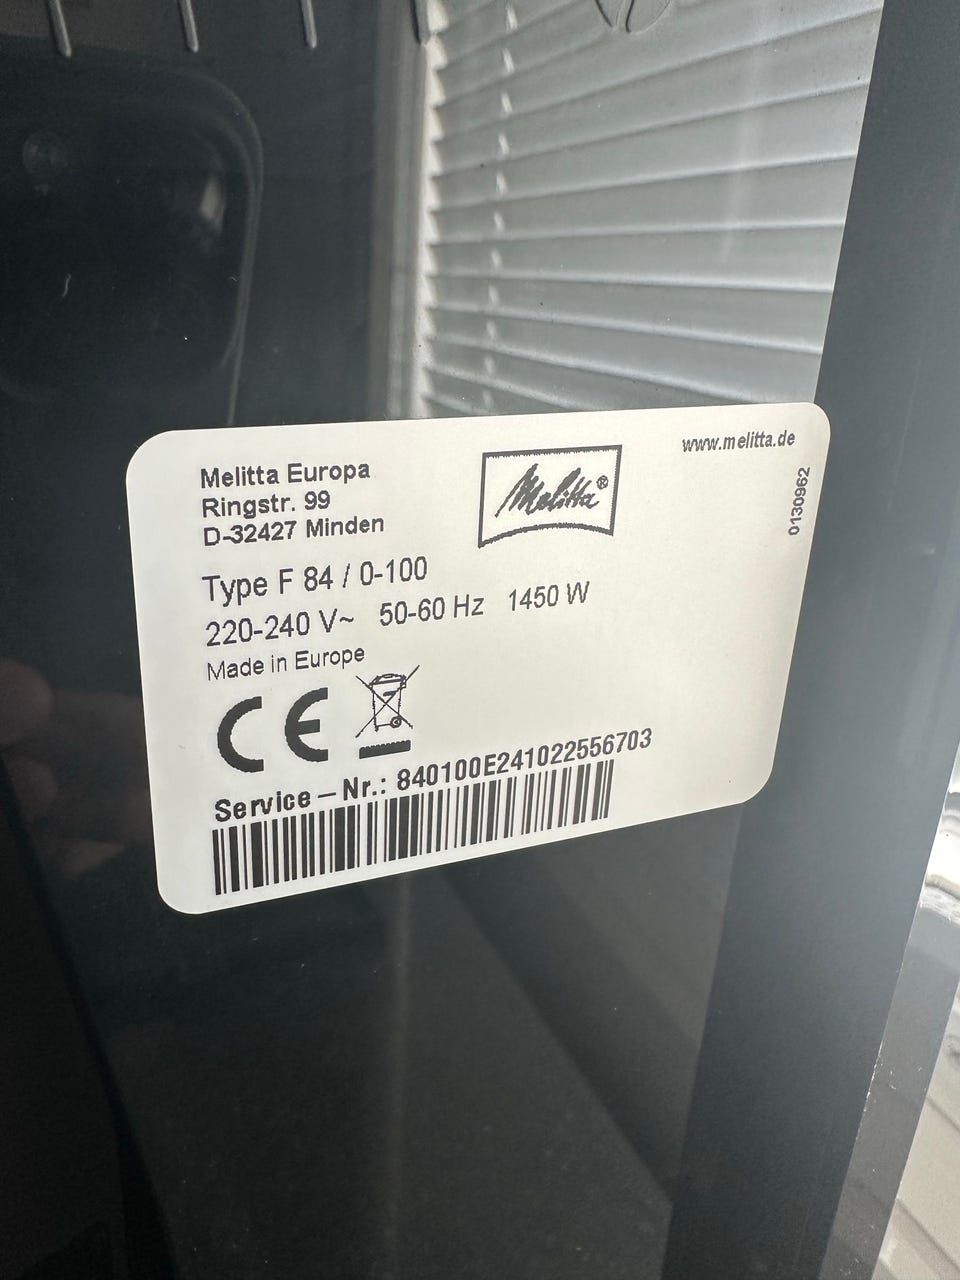 Melitta Europa
Ringstr. 99
D-32427 Minden
Melitta®
www.melitta.de
0130962
Type F 84 / 0-100
220-240 V~ 50-60 Hz 1450 W
Made in Europe
CE
Service – Nr.: 840100E241022556703